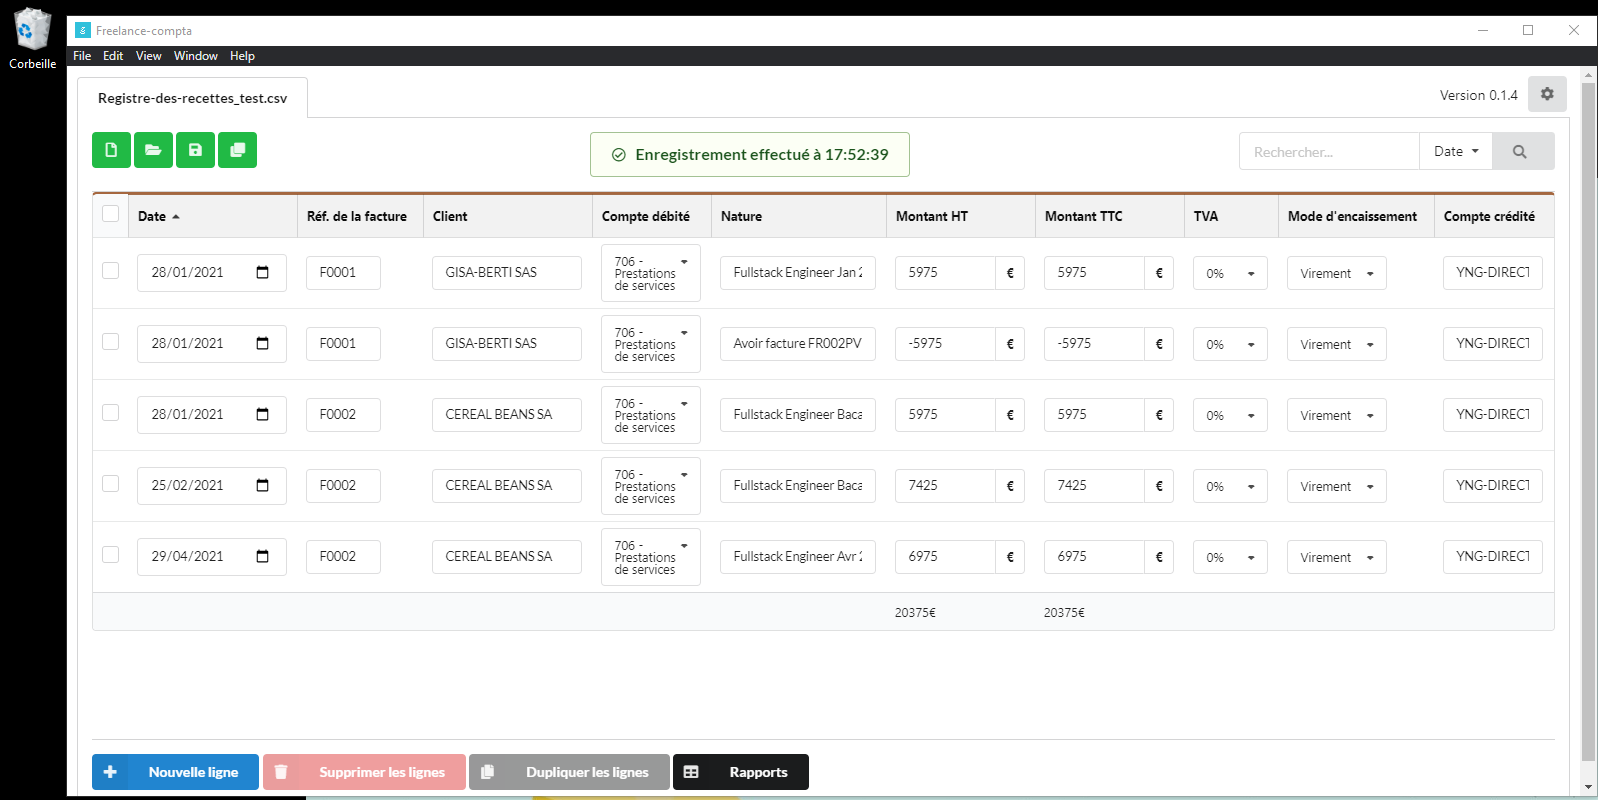 Corbeille
Freelance-compta
File Edit View Window Help
Registre-des-recettes_test.csv
Version 0.1.4
Enregistrement effectué à 17:52:39
Rechercher...
Date
Date
Réf. de la facture
Client
Compte débité
Nature
Montant HT
Montant TTC
TVA
Mode d'encaissement
Compte crédité
28/01/2021
F0001
GISA-BERTI SAS
706 -
Prestations
de services
Fullstack Engineer Jan 2
5975 €
5975 €
0%
Virement
YNG-DIRECT
28/01/2021
F0001
GISA-BERTI SAS
706 -
Prestations
de services
Avoir facture FR002PV
-5975 €
-5975 €
0%
Virement
YNG-DIRECT
28/01/2021
F0002
CEREAL BEANS SA
706 -
Prestations
de services
Fullstack Engineer Baca
5975 €
5975 €
0%
Virement
YNG-DIRECT
25/02/2021
F0002
CEREAL BEANS SA
706 -
Prestations
de services
Fullstack Engineer Baca
7425 €
7425 €
0%
Virement
YNG-DIRECT
29/04/2021
F0002
CEREAL BEANS SA
706 -
Prestations
de services
Fullstack Engineer Avr 2
6975 €
6975 €
0%
Virement
YNG-DIRECT
20375€
20375€
Nouvelle ligne
Supprimer les lignes
Dupliquer les lignes
Rapports